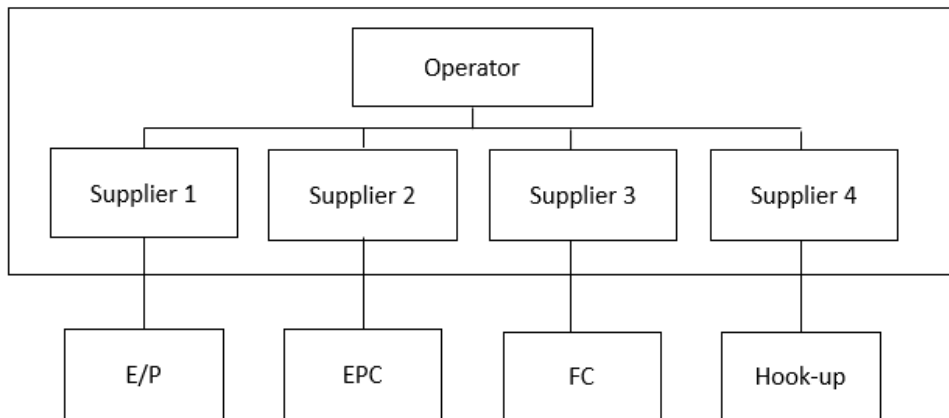 Operator
Supplier 1
Supplier 2
Supplier 3
Supplier 4
E/P
EPC
FC
Hook-up